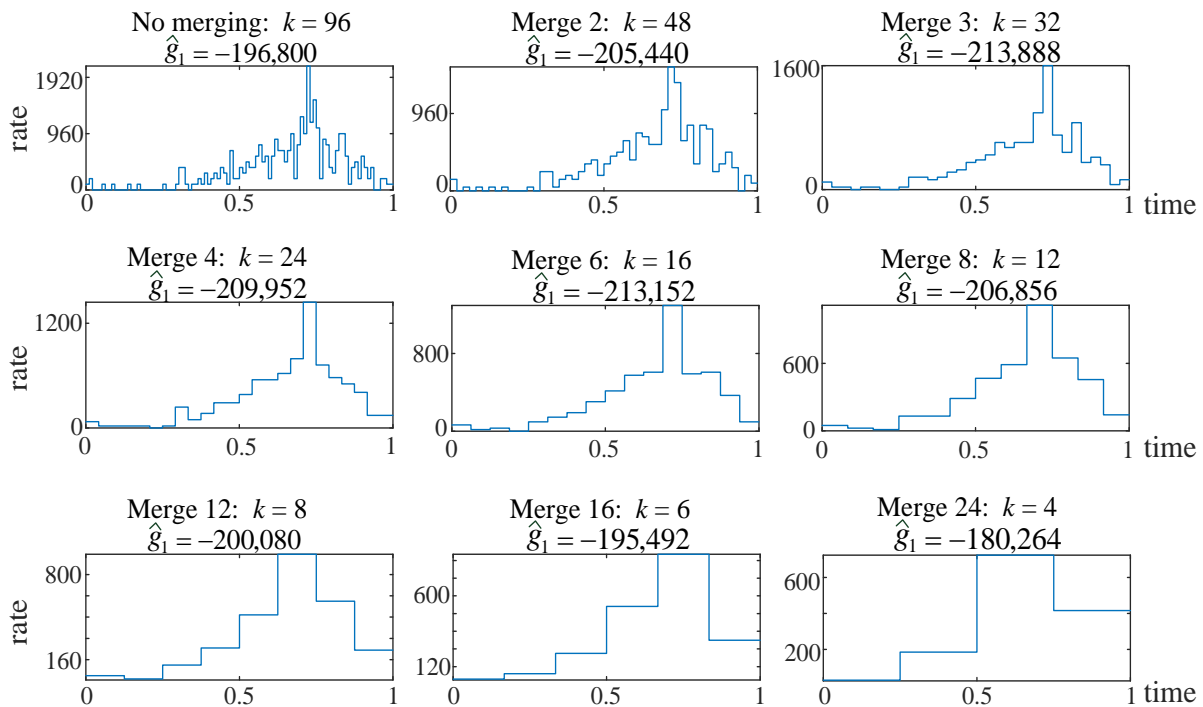 No merging: k = 96
ĝ₁ = −196,800
Merge 2: k = 48
ĝ₁ = −205,440
Merge 3: k = 32
ĝ₁ = −213,888
rate
1920
960
0
0
0.5
1
960
0
0
0.5
1
1600
0
0
0.5
1
time
Merge 4: k = 24
ĝ₁ = −209,952
Merge 6: k = 16
ĝ₁ = −213,152
Merge 8: k = 12
ĝ₁ = −206,856
rate
1200
0
0
0.5
1
800
0
0
0.5
1
600
0
0
0.5
1
time
Merge 12: k = 8
ĝ₁ = −200,080
Merge 16: k = 6
ĝ₁ = −195,492
Merge 24: k = 4
ĝ₁ = −180,264
rate
800
160
0
0.5
1
600
120
0
0.5
1
600
200
0
0.5
1
time